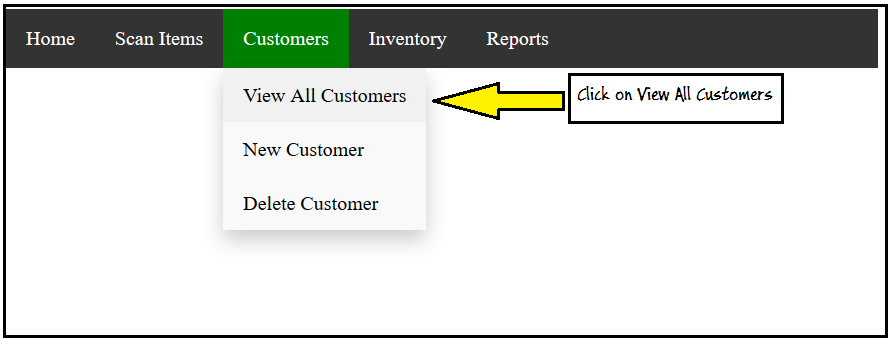 Home Scan Items Customers Inventory Reports
View All Customers
Click on View All Customers
New Customer
Delete Customer